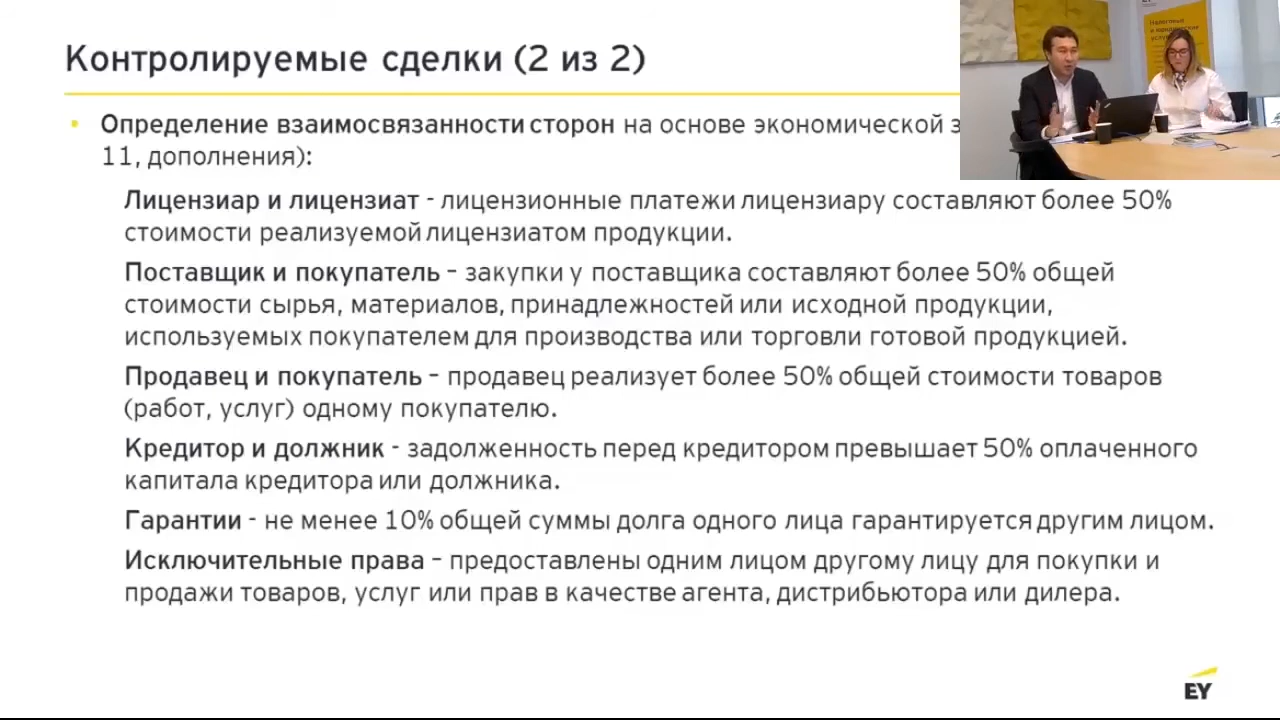 Контролируемые сделки (2 из 2)
Налоговые
и юридические
услуги
• Определение взаимосвязанности сторон на основе экономической
11, дополнения):
Лицензиар и лицензиат - лицензионные платежи лицензиару составляют более 50%
стоимости реализуемой лицензиатом продукции.
Поставщик и покупатель – закупки у поставщика составляют более 50% общей
стоимости сырья, материалов, принадлежностей или исходной продукции,
используемых покупателем для производства или торговли готовой продукцией.
Продавец и покупатель – продавец реализует более 50% общей стоимости товаров
(работ, услуг) одному покупателю.
Кредитор и должник - задолженность перед кредитором превышает 50% оплаченного
капитала кредитора или должника.
Гарантии - не менее 10% общей суммы долга одного лица гарантируется другим лицом.
Исключительные права – предоставлены одним лицом другому лицу для покупки и
продажи товаров, услуг или прав в качестве агента, дистрибьютора или дилера.
EY